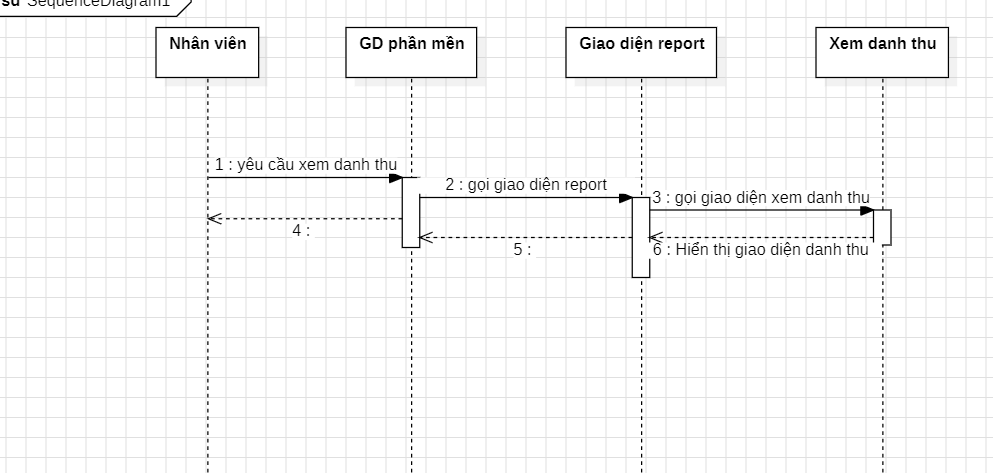 sd SequenceDiagram1
Nhân viên
GD phần mền
Giao diện report
Xem danh thu
1 : yêu cầu xem danh thu
2 : gọi giao diện report
3 : gọi giao diện xem danh thu
4 :
5 :
6 : Hiển thị giao diện danh thu